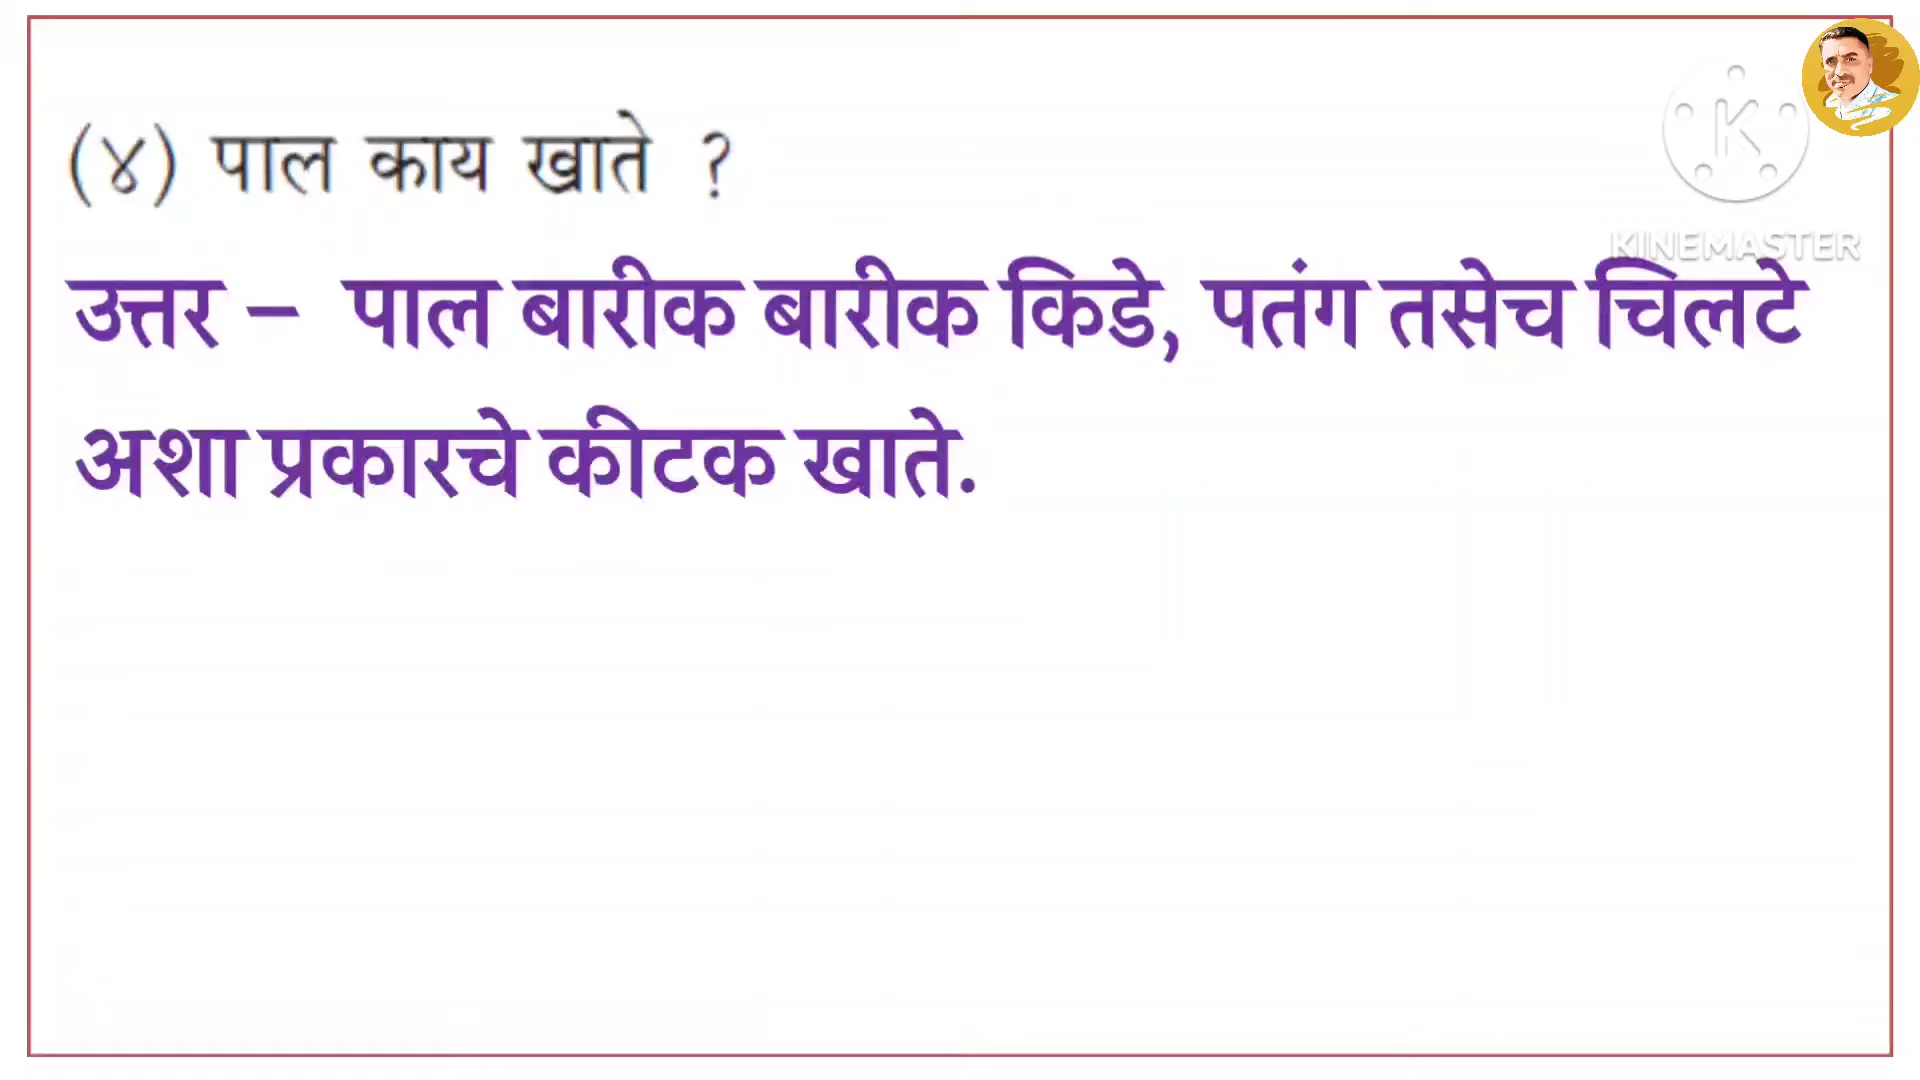 (४) पाल काय खाते ?
KINEMASTER
उत्तर – पाल बारीक बारीक किडे, पतंग तसेच चिलटे
अशा प्रकारचे कीटक खाते.